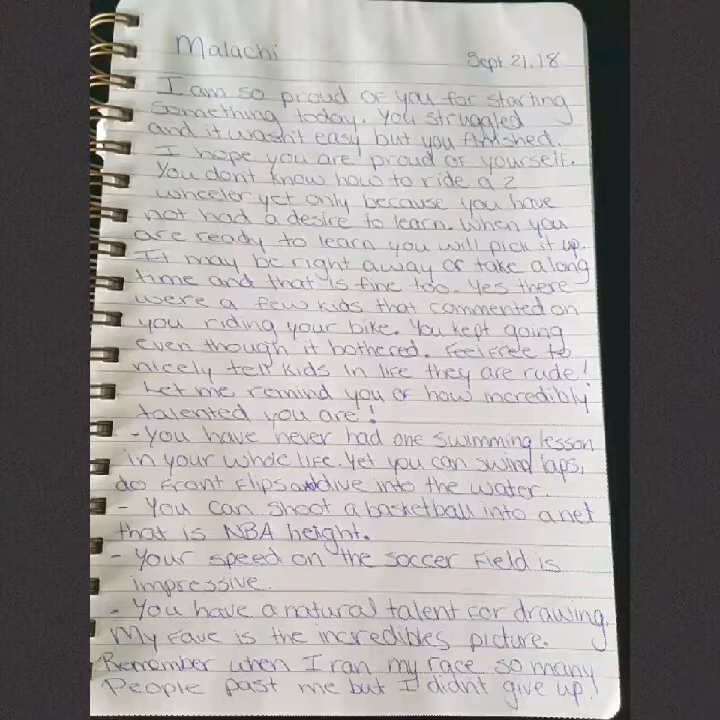 Malachi Sept 21.18
I am so proud of you for starting
something today. You struggled
and it wasn't easy but you finished.
I hope you are proud of yourself.
You dont know how to ride a 2
wheeler yet only because you have
not had a desire to learn. When you
are ready to learn you will pick it up.
It may be right away or take a long
time and that is fine too. Yes there
were a few kids that commented on
you riding your bike. You kept going
even though it bothered. Feel free to
nicely tell kids in life they are rude!
Let me remind you of how incredibly
talented you are!
- You have never had one swimming lesson
in your whole life. Yet you can swim laps,
do front flips and dive into the water.
- You can shoot a basketball into a net
that is NBA height.
- Your speed on the soccer field is
impressive.
- You have a natural talent for drawing.
My fave is the incredibles picture.
Remember when I ran my race so many
People past me but I didnt give up!